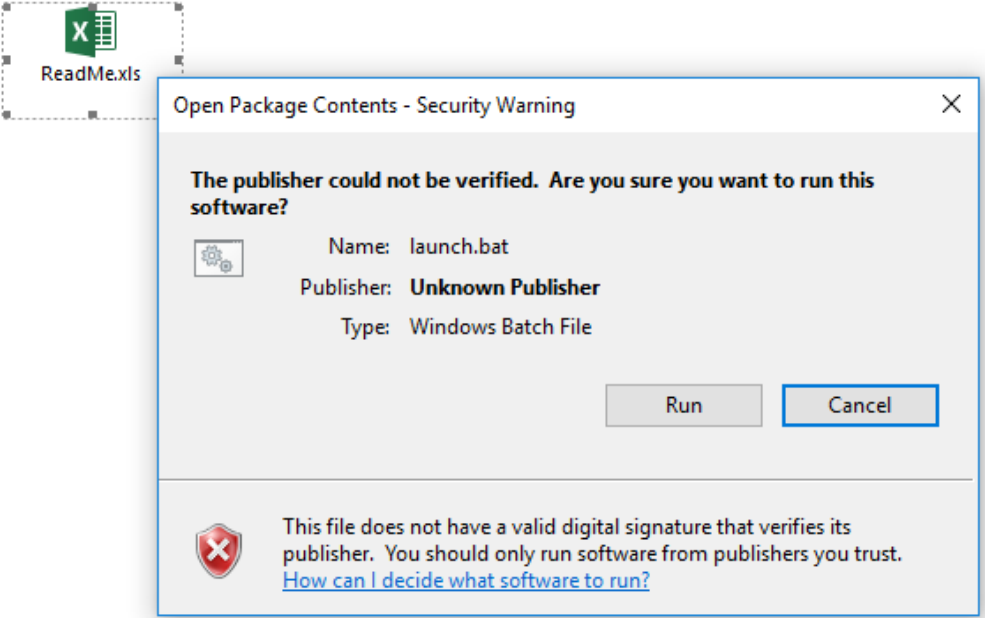 ReadMe.xls
Open Package Contents - Security Warning
The publisher could not be verified.  Are you sure you want to run this
software?
Name: launch.bat
Publisher: Unknown Publisher
Type: Windows Batch File
Run Cancel
This file does not have a valid digital signature that verifies its
publisher.  You should only run software from publishers you trust.
How can I decide what software to run?